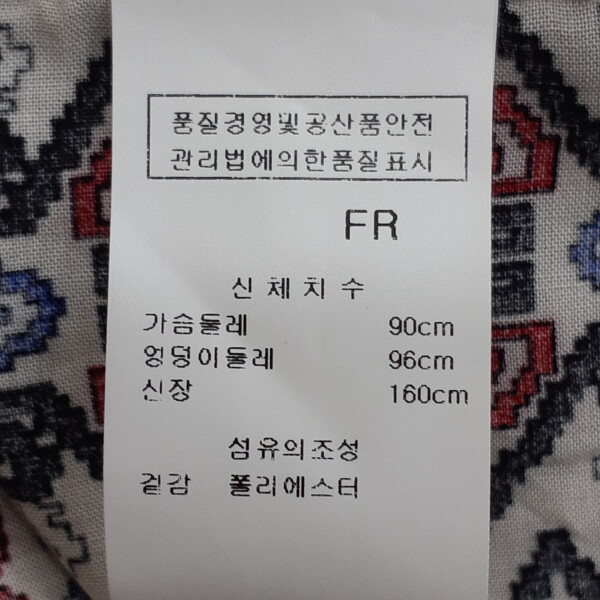 품질경영및공산품안전
관리법에의한품질표시
FR
신체치수
가슴둘레 90cm
엉덩이둘레 96cm
신장 160cm
섬유의조성
겉감 폴리에스터